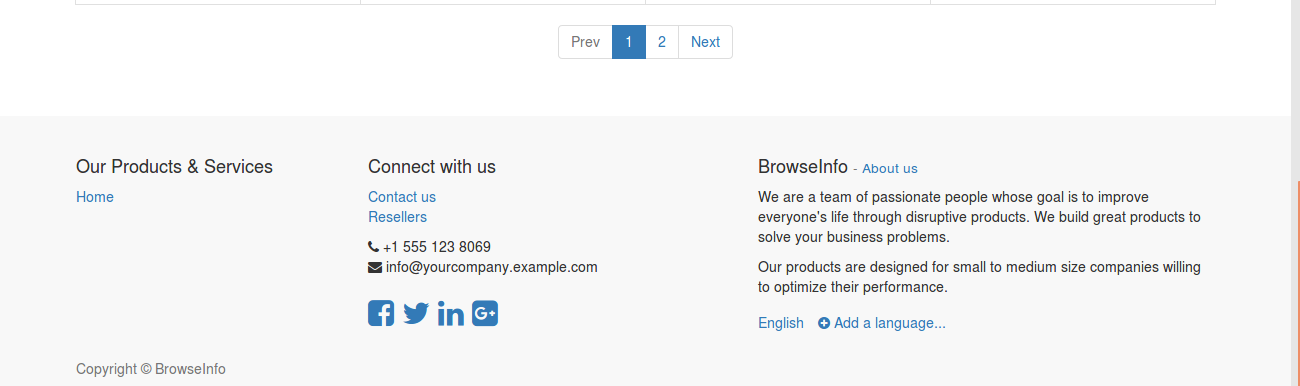 Prev 1 2 Next
Our Products & Services
Home
Connect with us
Contact us
Resellers
+1 555 123 8069
info@yourcompany.example.com
BrowseInfo - About us
We are a team of passionate people whose goal is to improve
everyone's life through disruptive products. We build great products to
solve your business problems.
Our products are designed for small to medium size companies willing
to optimize their performance.
English Add a language...
Copyright © BrowseInfo